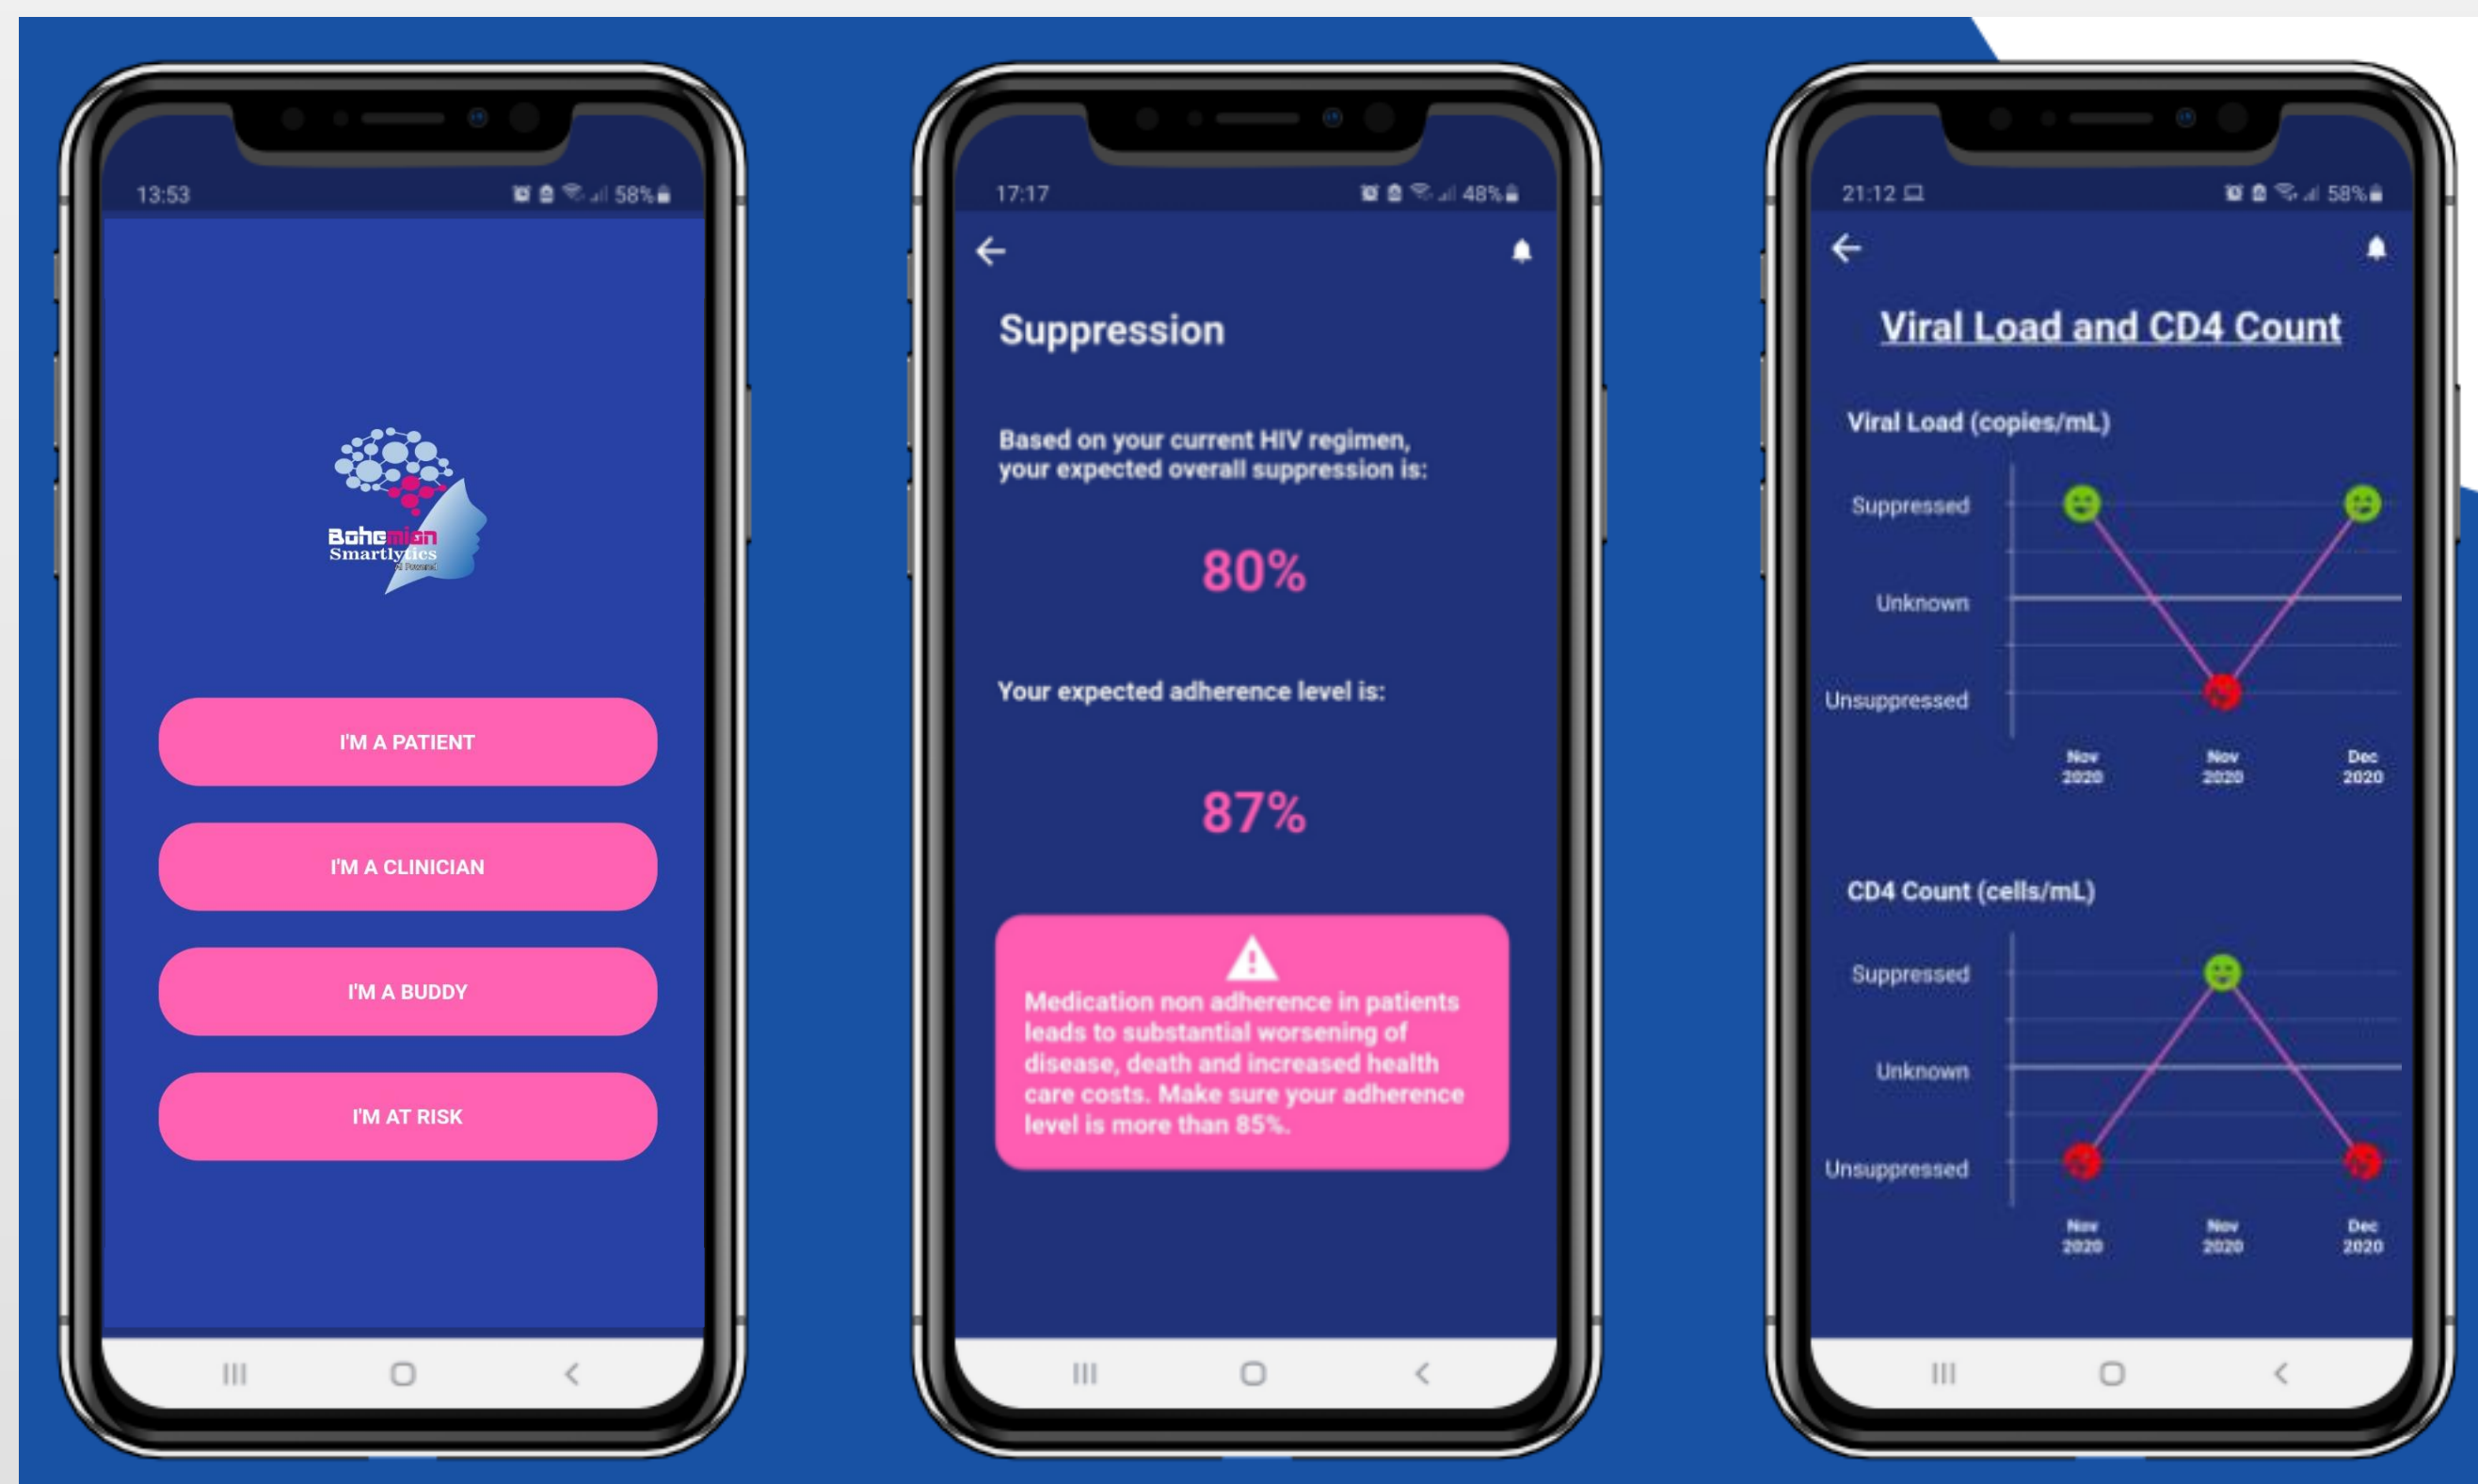 13:53
58%
Bohemian
Smartlytics
AI Powered
I'M A PATIENT
I'M A CLINICIAN
I'M A BUDDY
I'M AT RISK
17:17
48%
Suppression
Based on your current HIV regimen,
your expected overall suppression is:
80%
Your expected adherence level is:
87%
Medication non adherence in patients
leads to substantial worsening of
disease, death and increased health
care costs. Make sure your adherence
level is more than 85%.
21:12
58%
Viral Load and CD4 Count
Viral Load (copies/mL)
Suppressed
Unknown
Unsuppressed
Nov
2020
Nov
2020
Dec
2020
CD4 Count (cells/mL)
Suppressed
Unknown
Unsuppressed
Nov
2020
Nov
2020
Dec
2020